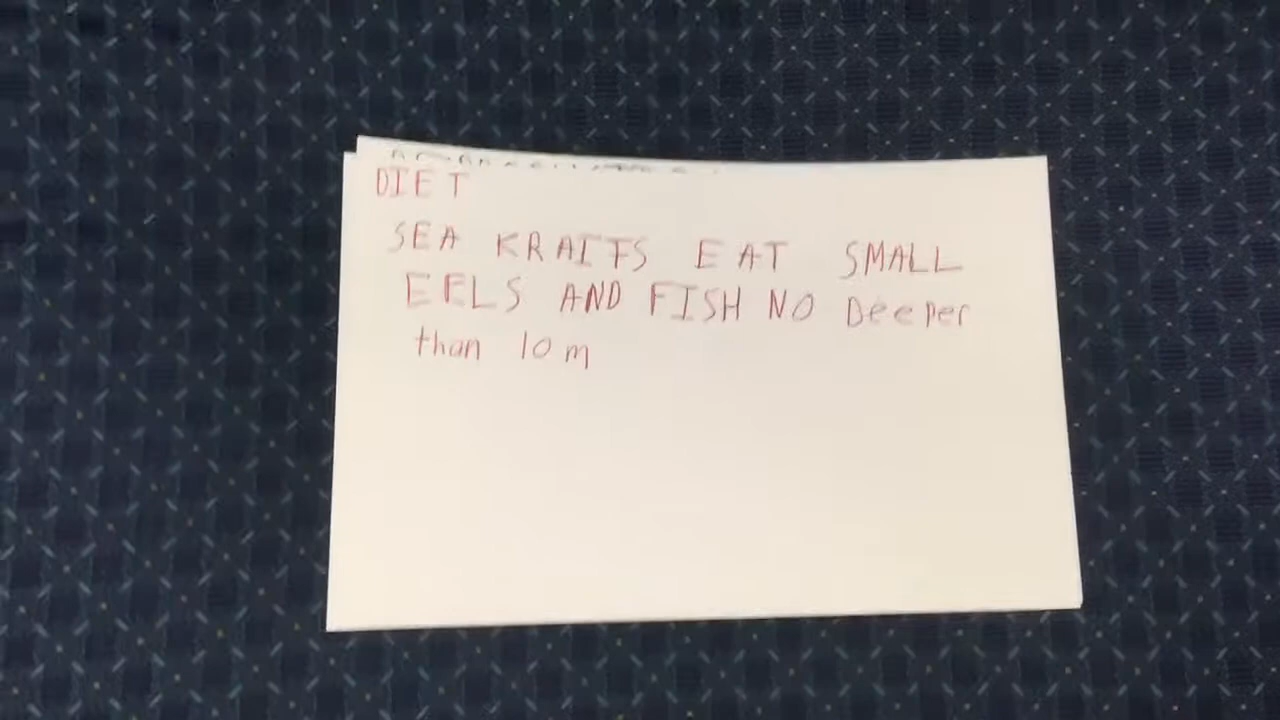 DIET
SEA KRAITS EAT SMALL
EELS AND FISH NO Deeper
than 10 m